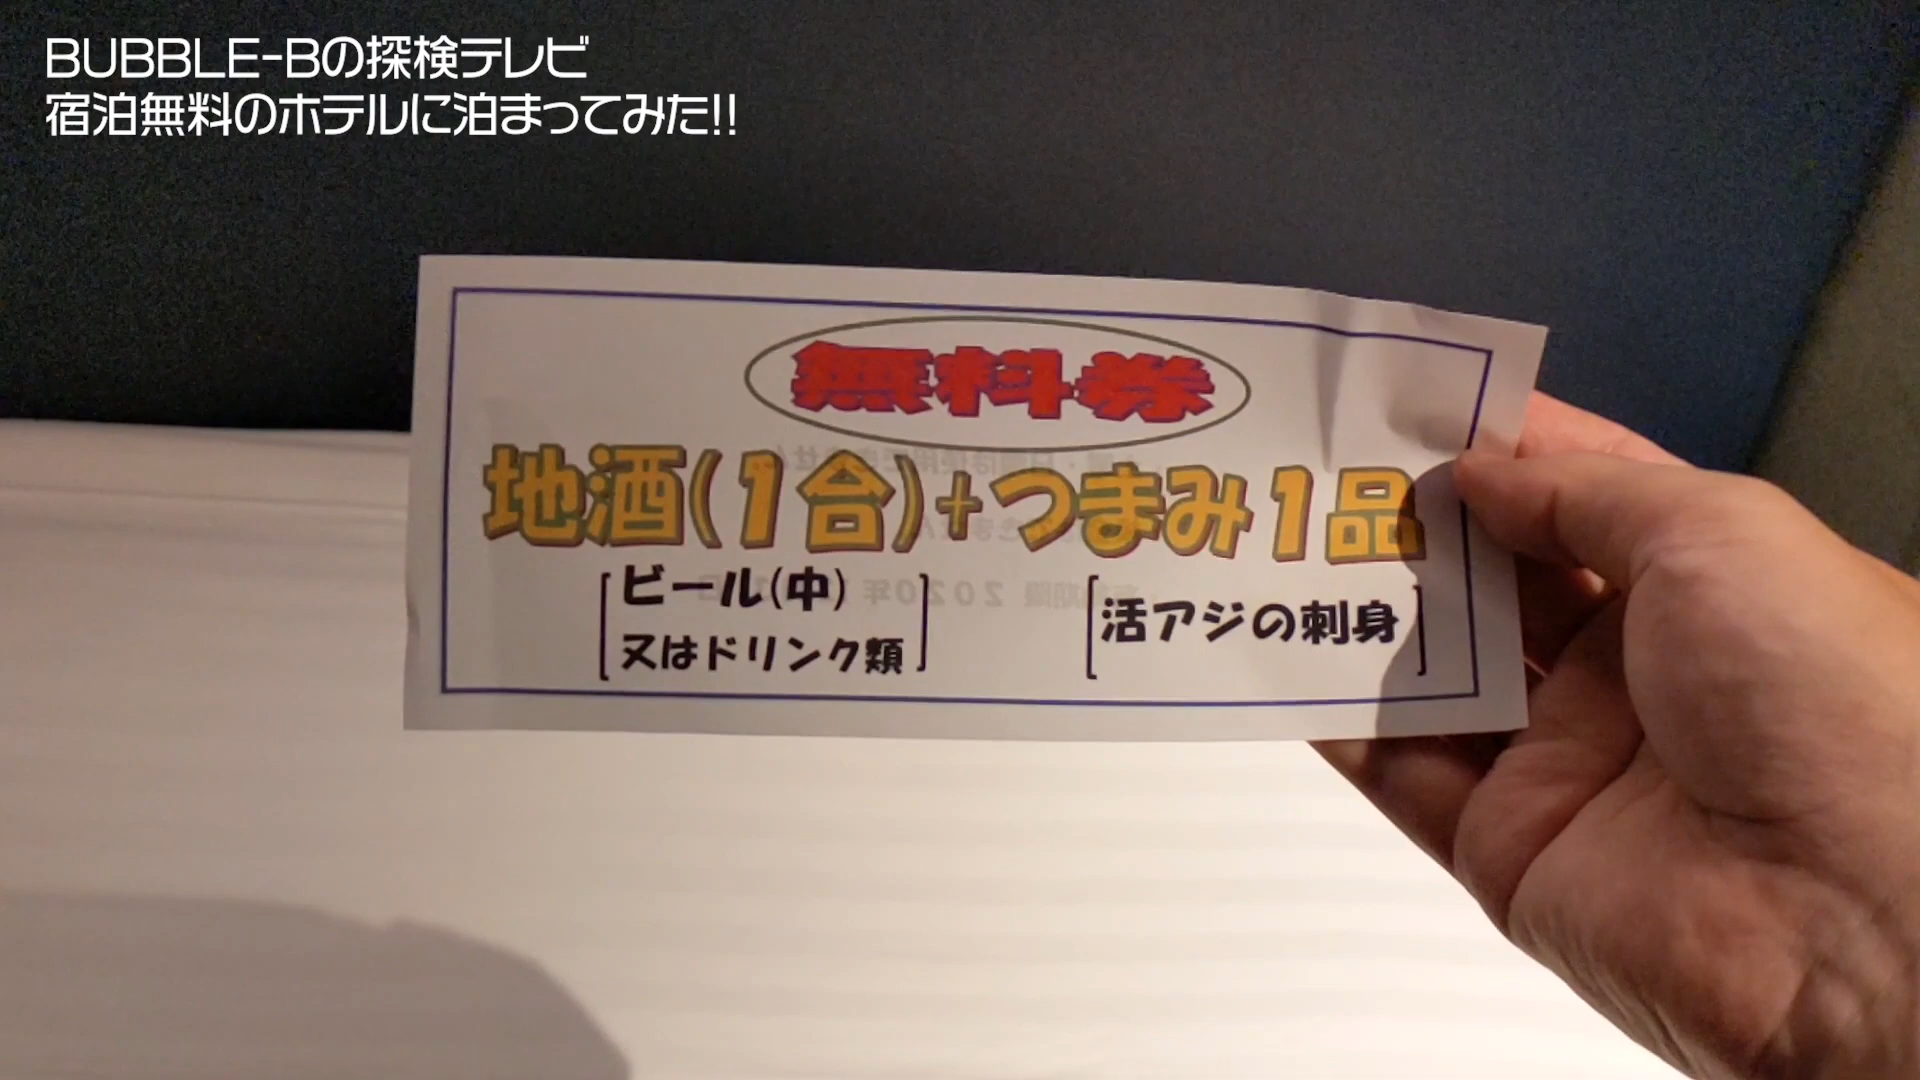 BUBBLE-Bの探検テレビ
宿泊無料のホテルに泊まってみた!!
無料券
地酒(1合)+つまみ1品
[ビール(中)
又はドリンク類]
[活アジの刺身]